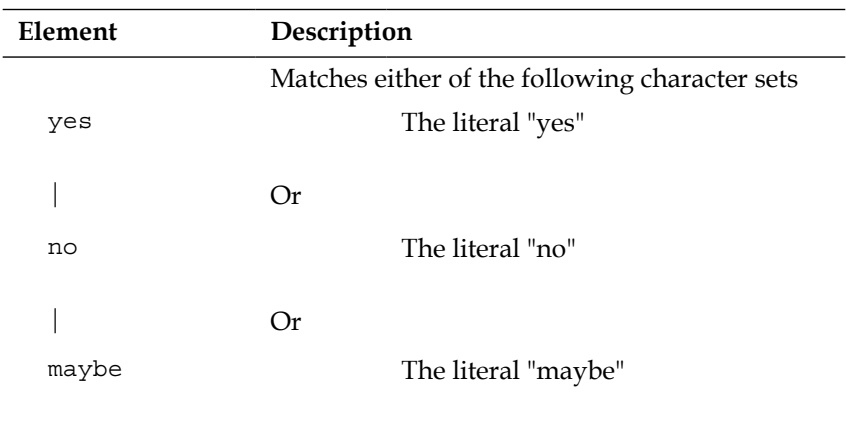 Element Description
Matches either of the following character sets
yes The literal "yes"
| Or
no The literal "no"
| Or
maybe The literal "maybe"